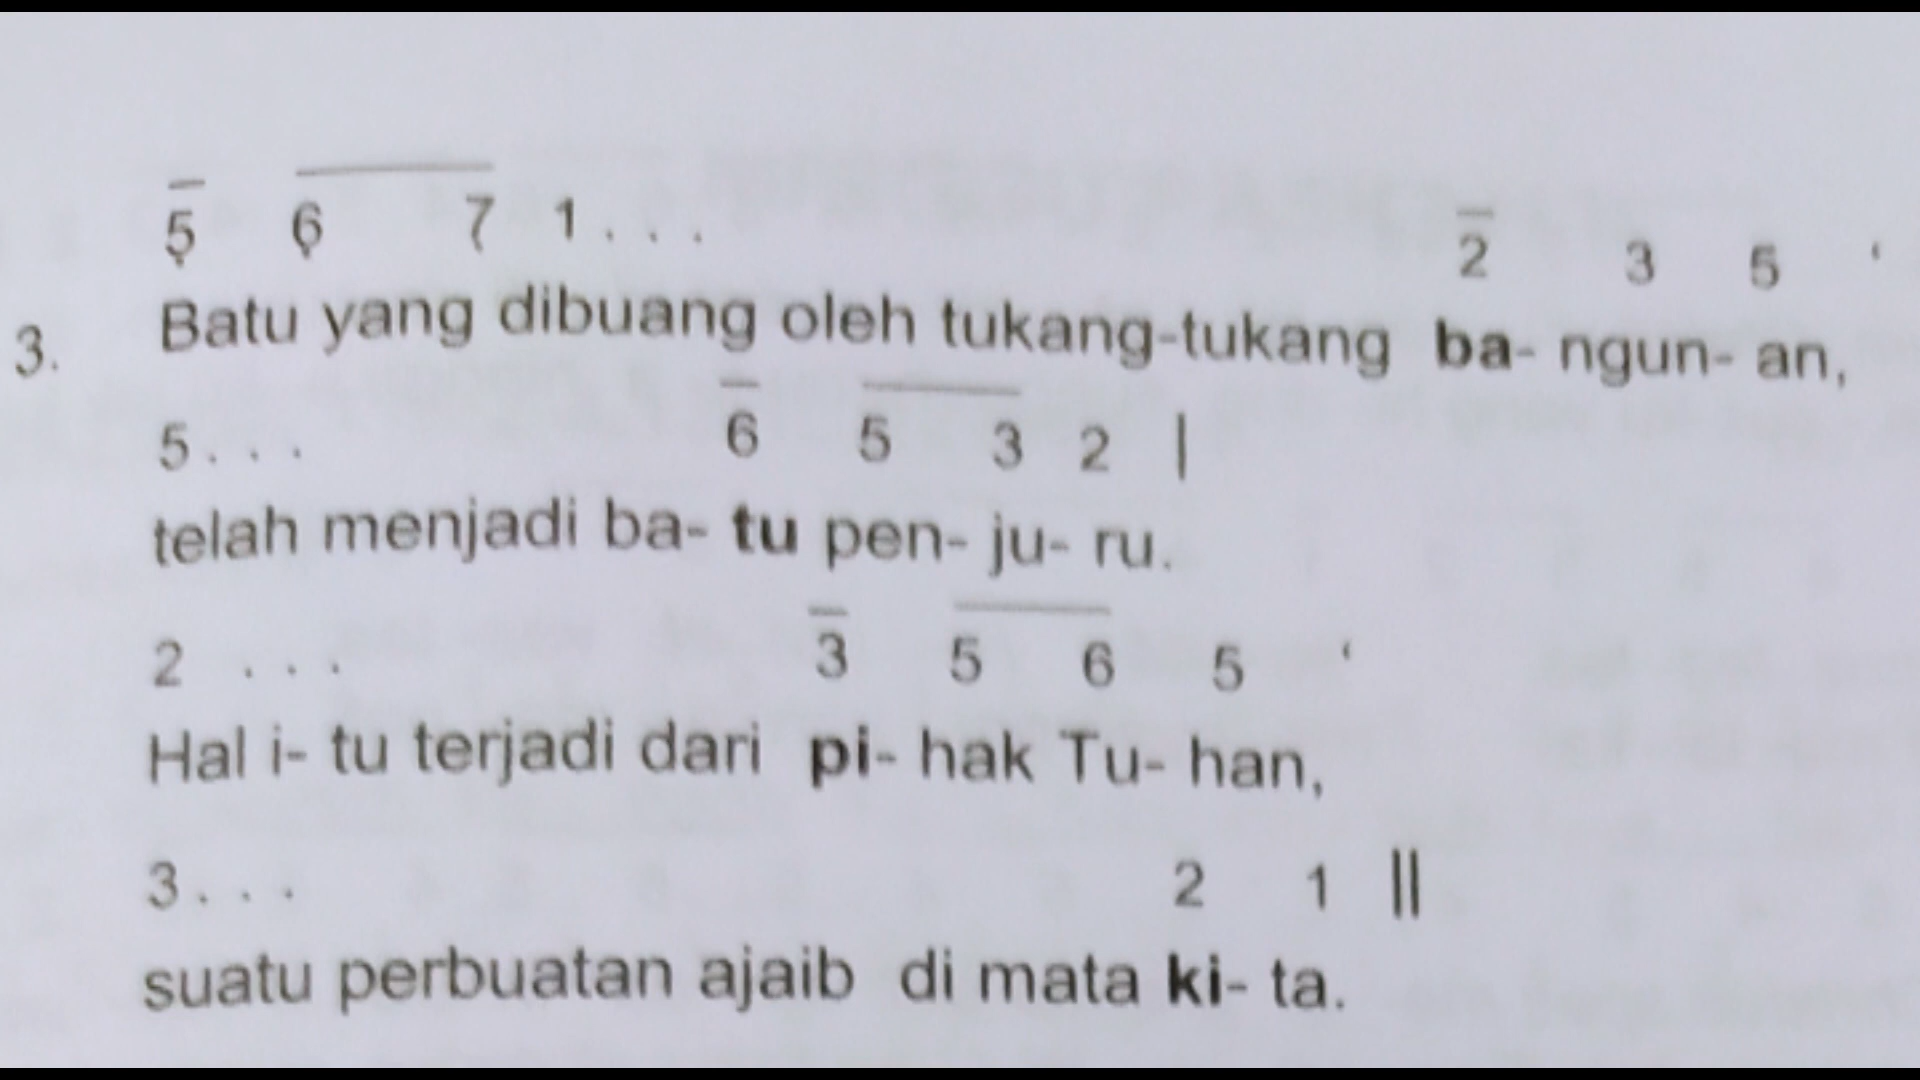 5̣ 6̣ 7 1 . . . 2 3 5 ‘
3. Batu yang dibuang oleh tukang-tukang ba- ngun- an,
5 . . . 6 5 3 2 |
telah menjadi ba- tu pen- ju- ru.
2 . . . 3 5 6 5 ‘
Hal i- tu terjadi dari pi- hak Tu- han,
3 . . . 2 1 ||
suatu perbuatan ajaib di mata ki- ta.